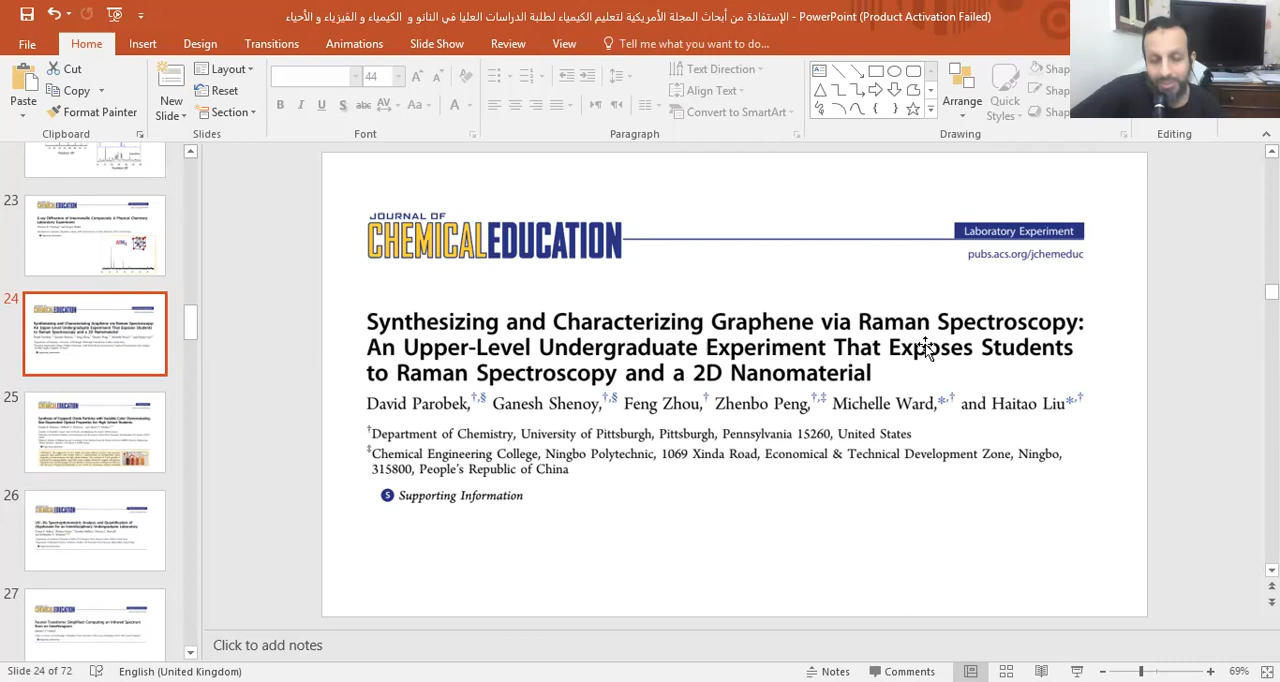 الإستفادة من أبحاث المجلة الأمريكية لتعليم الكيمياء لطلبة الدراسات العليا في النانو و الكيمياء و الفيزياء و الأحياء - PowerPoint (Product Activation Failed)
File Home Insert Design Transitions Animations Slide Show Review View Tell me what you want to do...
Paste
Cut
Copy
Format Painter
Clipboard
New Slide
Layout
Reset
Section
Slides
44
Font
Text Direction
Align Text
Convert to SmartArt
Paragraph
Arrange
Quick Styles
Drawing
Editing
23
24
25
26
27
JOURNAL OF
CHEMICALEDUCATION
Laboratory Experiment
pubs.acs.org/jchemeduc
Synthesizing and Characterizing Graphene via Raman Spectroscopy:
An Upper-Level Undergraduate Experiment That Exposes Students
to Raman Spectroscopy and a 2D Nanomaterial
David Parobek,†,§ Ganesh Shenoy,†,§ Feng Zhou,† Zhenbo Peng,†,‡ Michelle Ward,*,† and Haitao Liu*,†
†Department of Chemistry, University of Pittsburgh, Pittsburgh, Pennsylvania 15260, United States
‡Chemical Engineering College, Ningbo Polytechnic, 1069 Xinda Road, Economical & Technical Development Zone, Ningbo,
315800, People's Republic of China
S Supporting Information
Click to add notes
Slide 24 of 72 English (United Kingdom) Notes Comments 69%